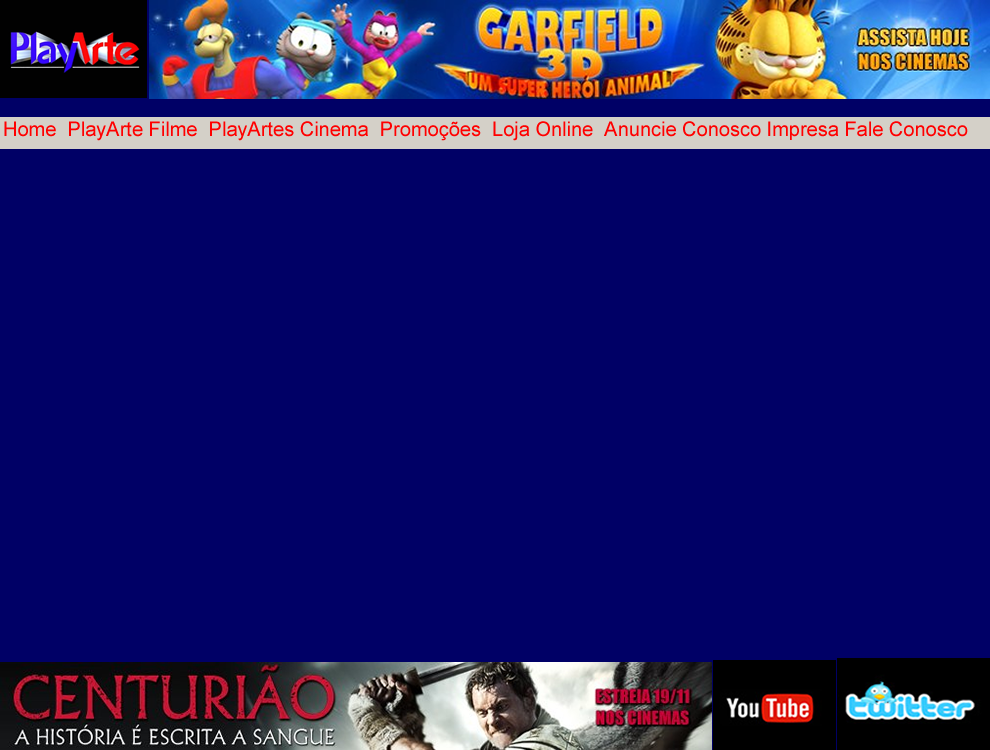 PlayArte
GARFIELD
3D
UM SUPER HERÓI ANIMAL
ASSISTA HOJE
NOS CINEMAS
Home PlayArte Filme PlayArtes Cinema Promoções Loja Online Anuncie Conosco Impresa Fale Conosco
CENTURIÃO
A HISTÓRIA É ESCRITA A SANGUE
ESTREIA 19/11
NOS CINEMAS
YouTube
twitter